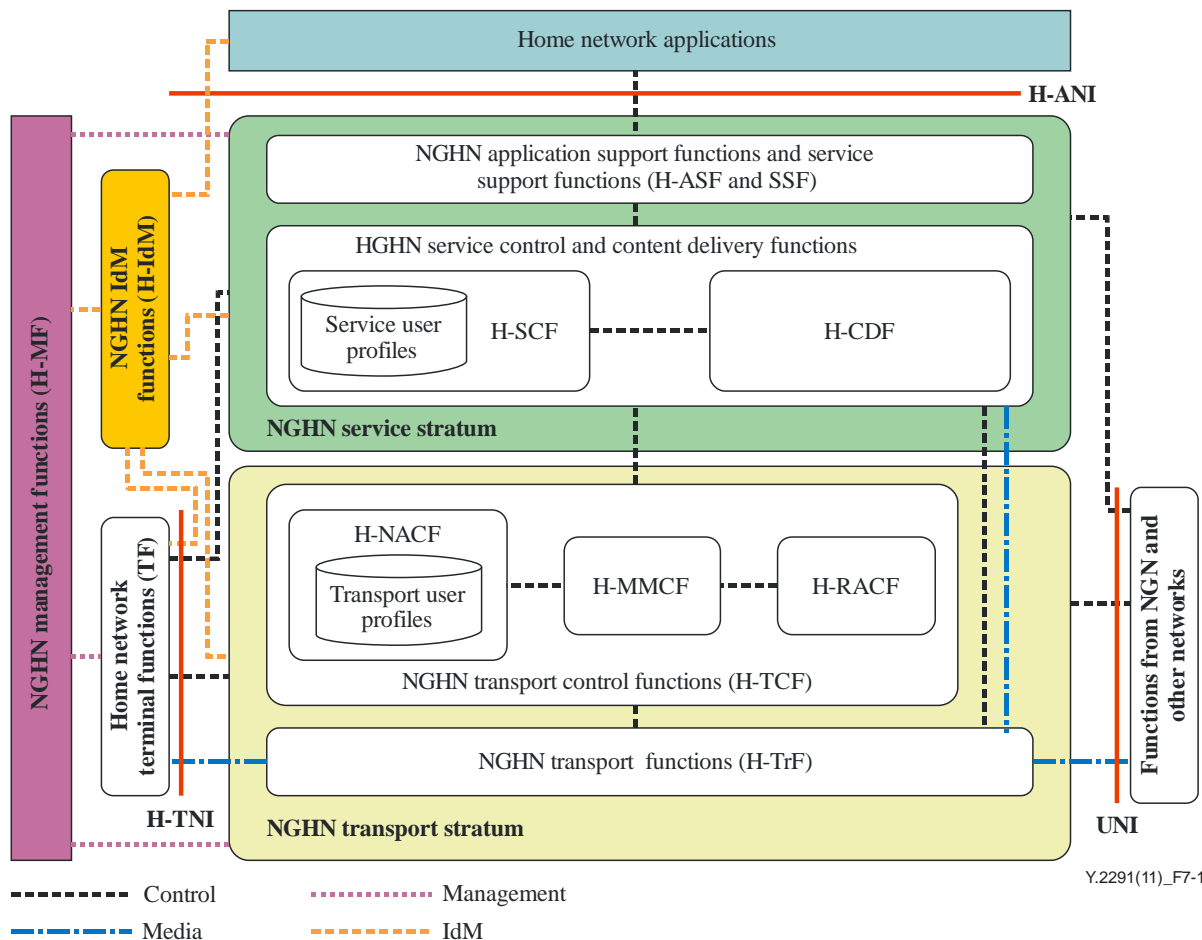 Home network applications
H-ANI
NGHN management functions (H-MF)
NGHN IdM
functions (H-IdM)
NGHN application support functions and service
support functions (H-ASF and SSF)
HGHN service control and content delivery functions
Service user
profiles
H-SCF
H-CDF
NGHN service stratum
Home network
terminal functions (TF)
H-TNI
H-NACF
Transport user
profiles
H-MMCF
H-RACF
NGHN transport control functions (H-TCF)
NGHN transport functions (H-TrF)
NGHN transport stratum
Functions from NGN and
other networks
UNI
Y.2291(11)_F7-1
Control
Management
Media
IdM